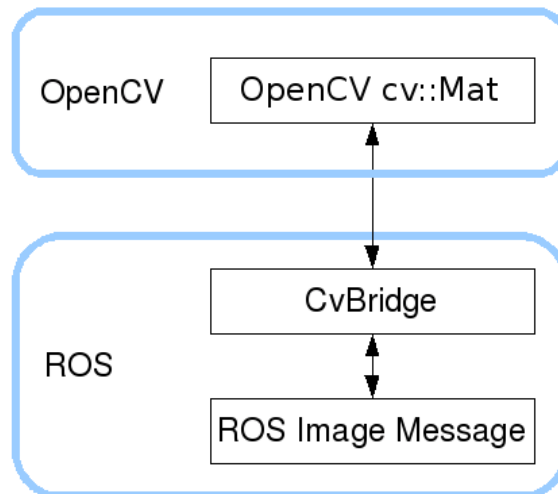 OpenCV
OpenCV cv::Mat
CvBridge
ROS
ROS Image Message